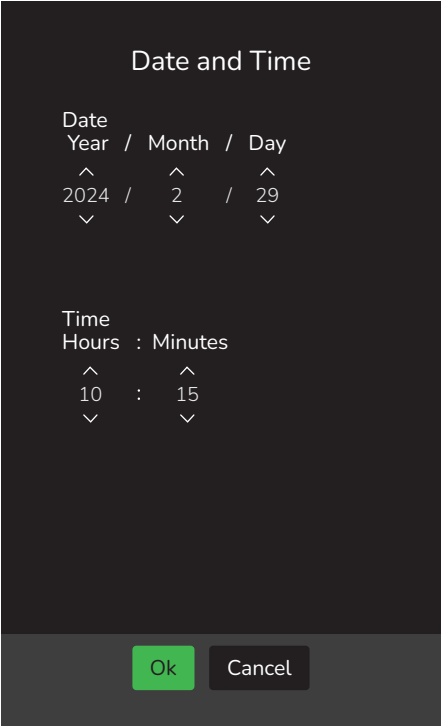 Date and Time
Date
Year / Month / Day
2024 / 2 / 29
Time
Hours : Minutes
10 : 15
Ok Cancel